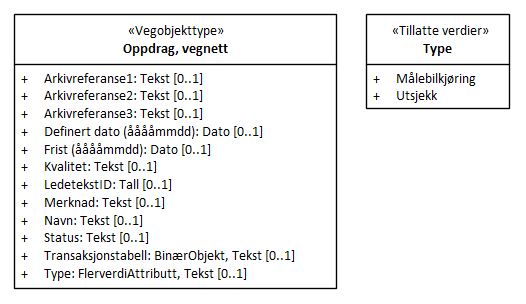 «Vegobjekttype»
Oppdrag, vegnett
+ Arkivreferanse1: Tekst [0..1]
+ Arkivreferanse2: Tekst [0..1]
+ Arkivreferanse3: Tekst [0..1]
+ Definert dato (ååååmmdd): Dato [0..1]
+ Frist (ååååmmdd): Dato [0..1]
+ Kvalitet: Tekst [0..1]
+ LedetekstID: Tall [0..1]
+ Merknad: Tekst [0..1]
+ Navn: Tekst [0..1]
+ Status: Tekst [0..1]
+ Transaksjonstabell: BinærObjekt, Tekst [0..1]
+ Type: FlerverdiAttributt, Tekst [0..1]
«Tillatte verdier»
Type
+ Målebilkjøring
+ Utsjekk